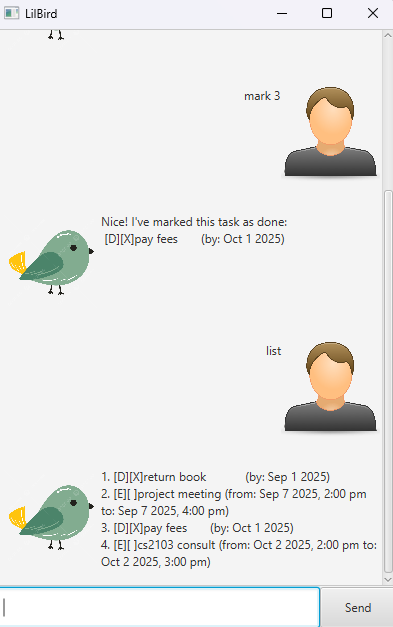 LilBird
mark 3
Nice! I've marked this task as done:
[D][X]pay fees (by: Oct 1 2025)
list
1. [D][X]return book (by: Sep 1 2025)
2. [E][ ]project meeting (from: Sep 7 2025, 2:00 pm
to: Sep 7 2025, 4:00 pm)
3. [D][X]pay fees (by: Oct 1 2025)
4. [E][ ]cs2103 consult (from: Oct 2 2025, 2:00 pm to:
Oct 2 2025, 3:00 pm)
Send